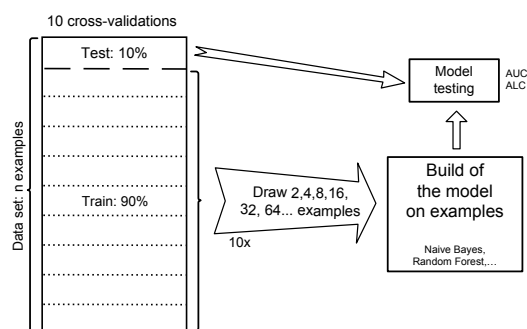 10 cross-validations
Test: 10%
Data set: n examples
Train: 90%
Draw 2,4,8,16,
32, 64... examples
10x
Model
testing
AUC
ALC
Build of
the model
on examples
Naive Bayes,
Random Forest,...